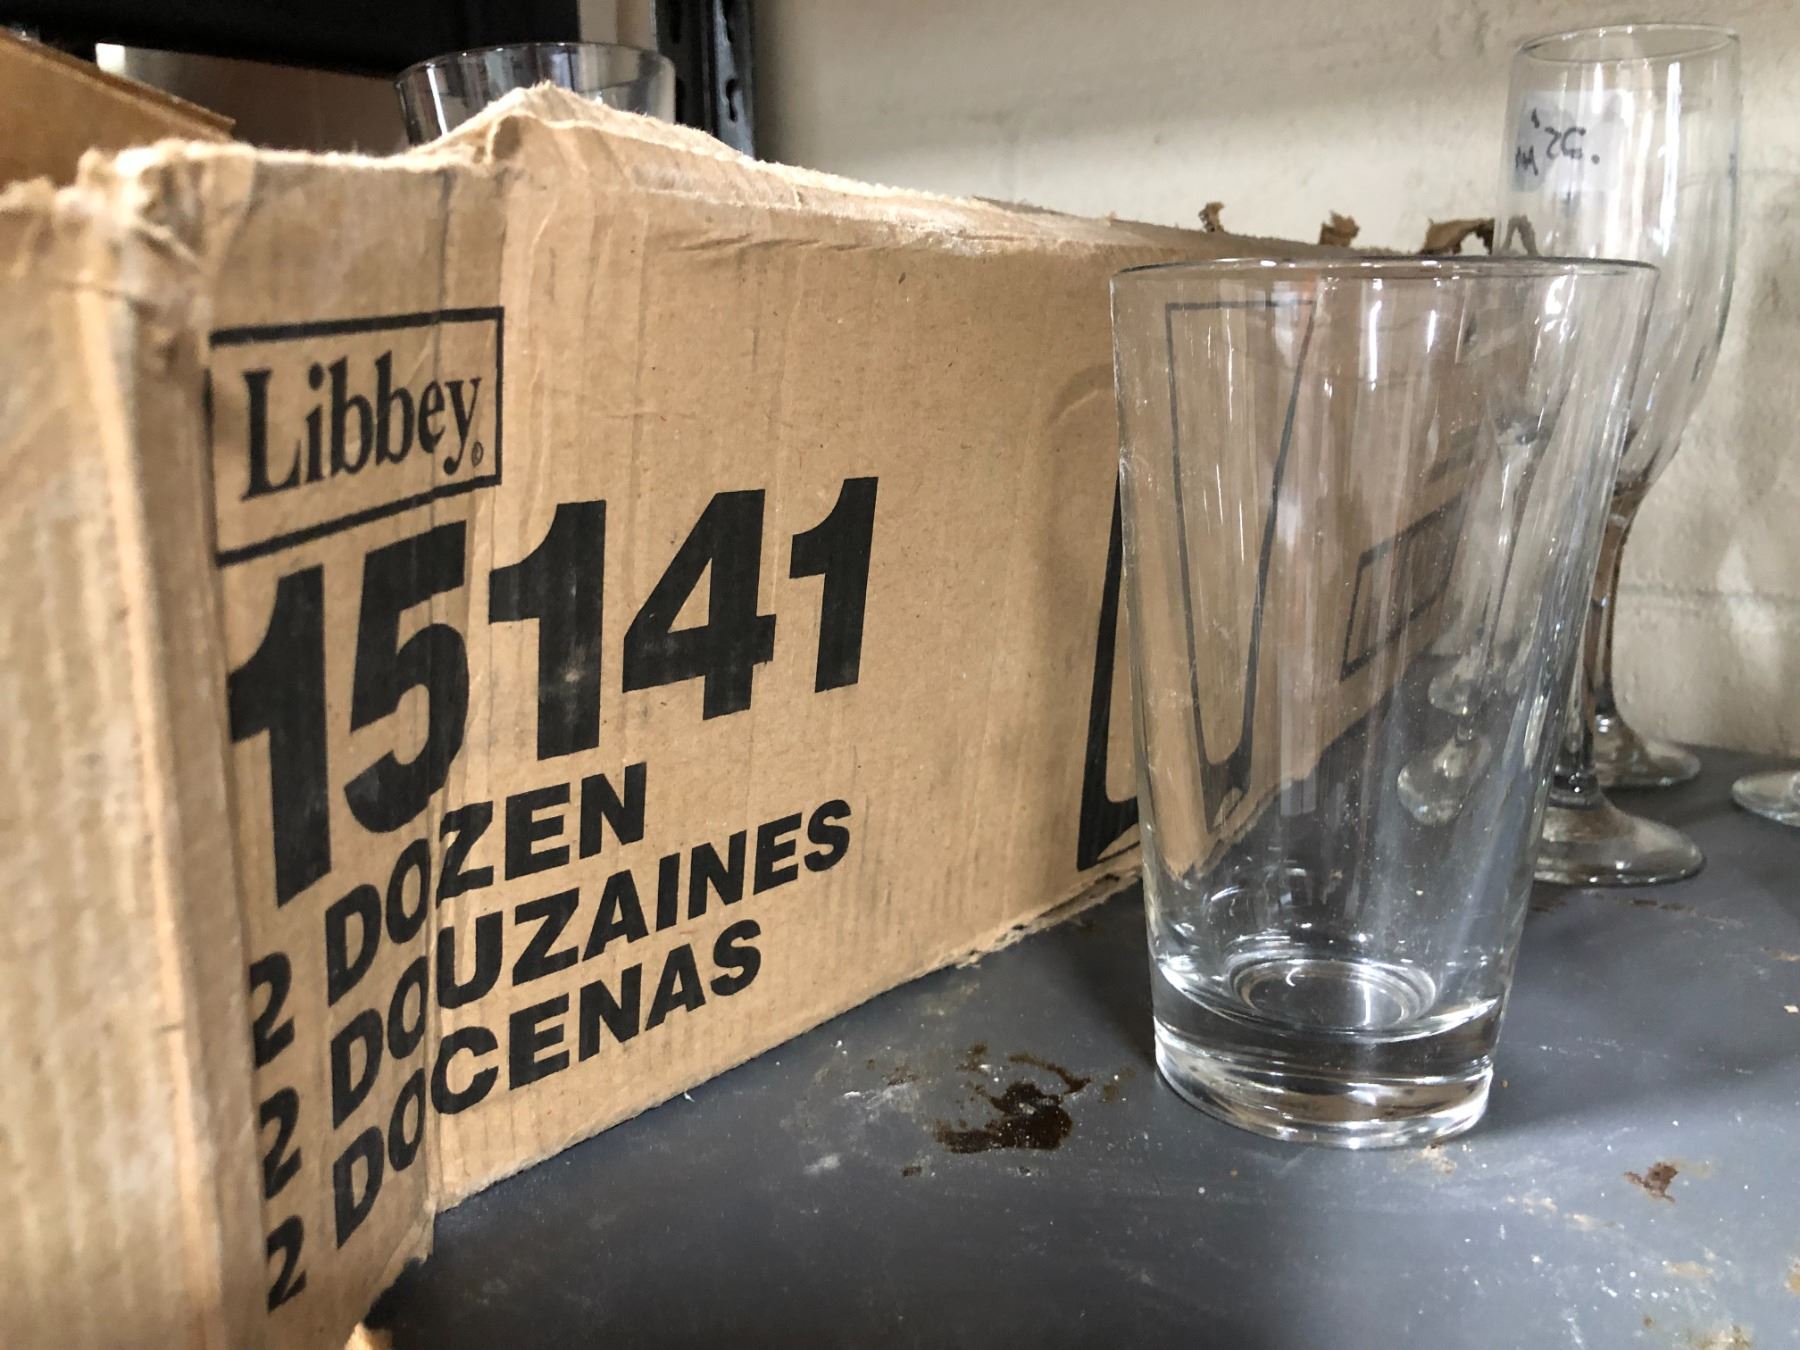 Libbey©
15141
2 DOZEN
2 DOUZAINES
2 DOCENAS